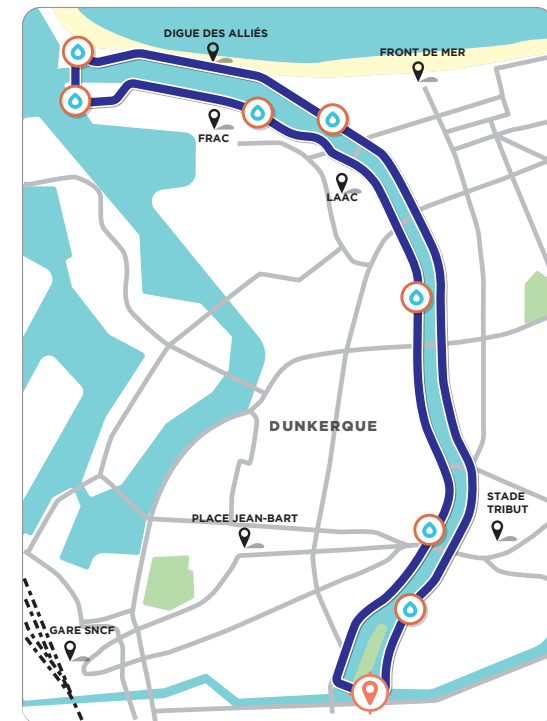 DIGUE DES ALLIÉS
FRONT DE MER
FRAC
LAAC
DUNKERQUE
STADE
TRIBUT
PLACE JEAN-BART
GARE SNCF